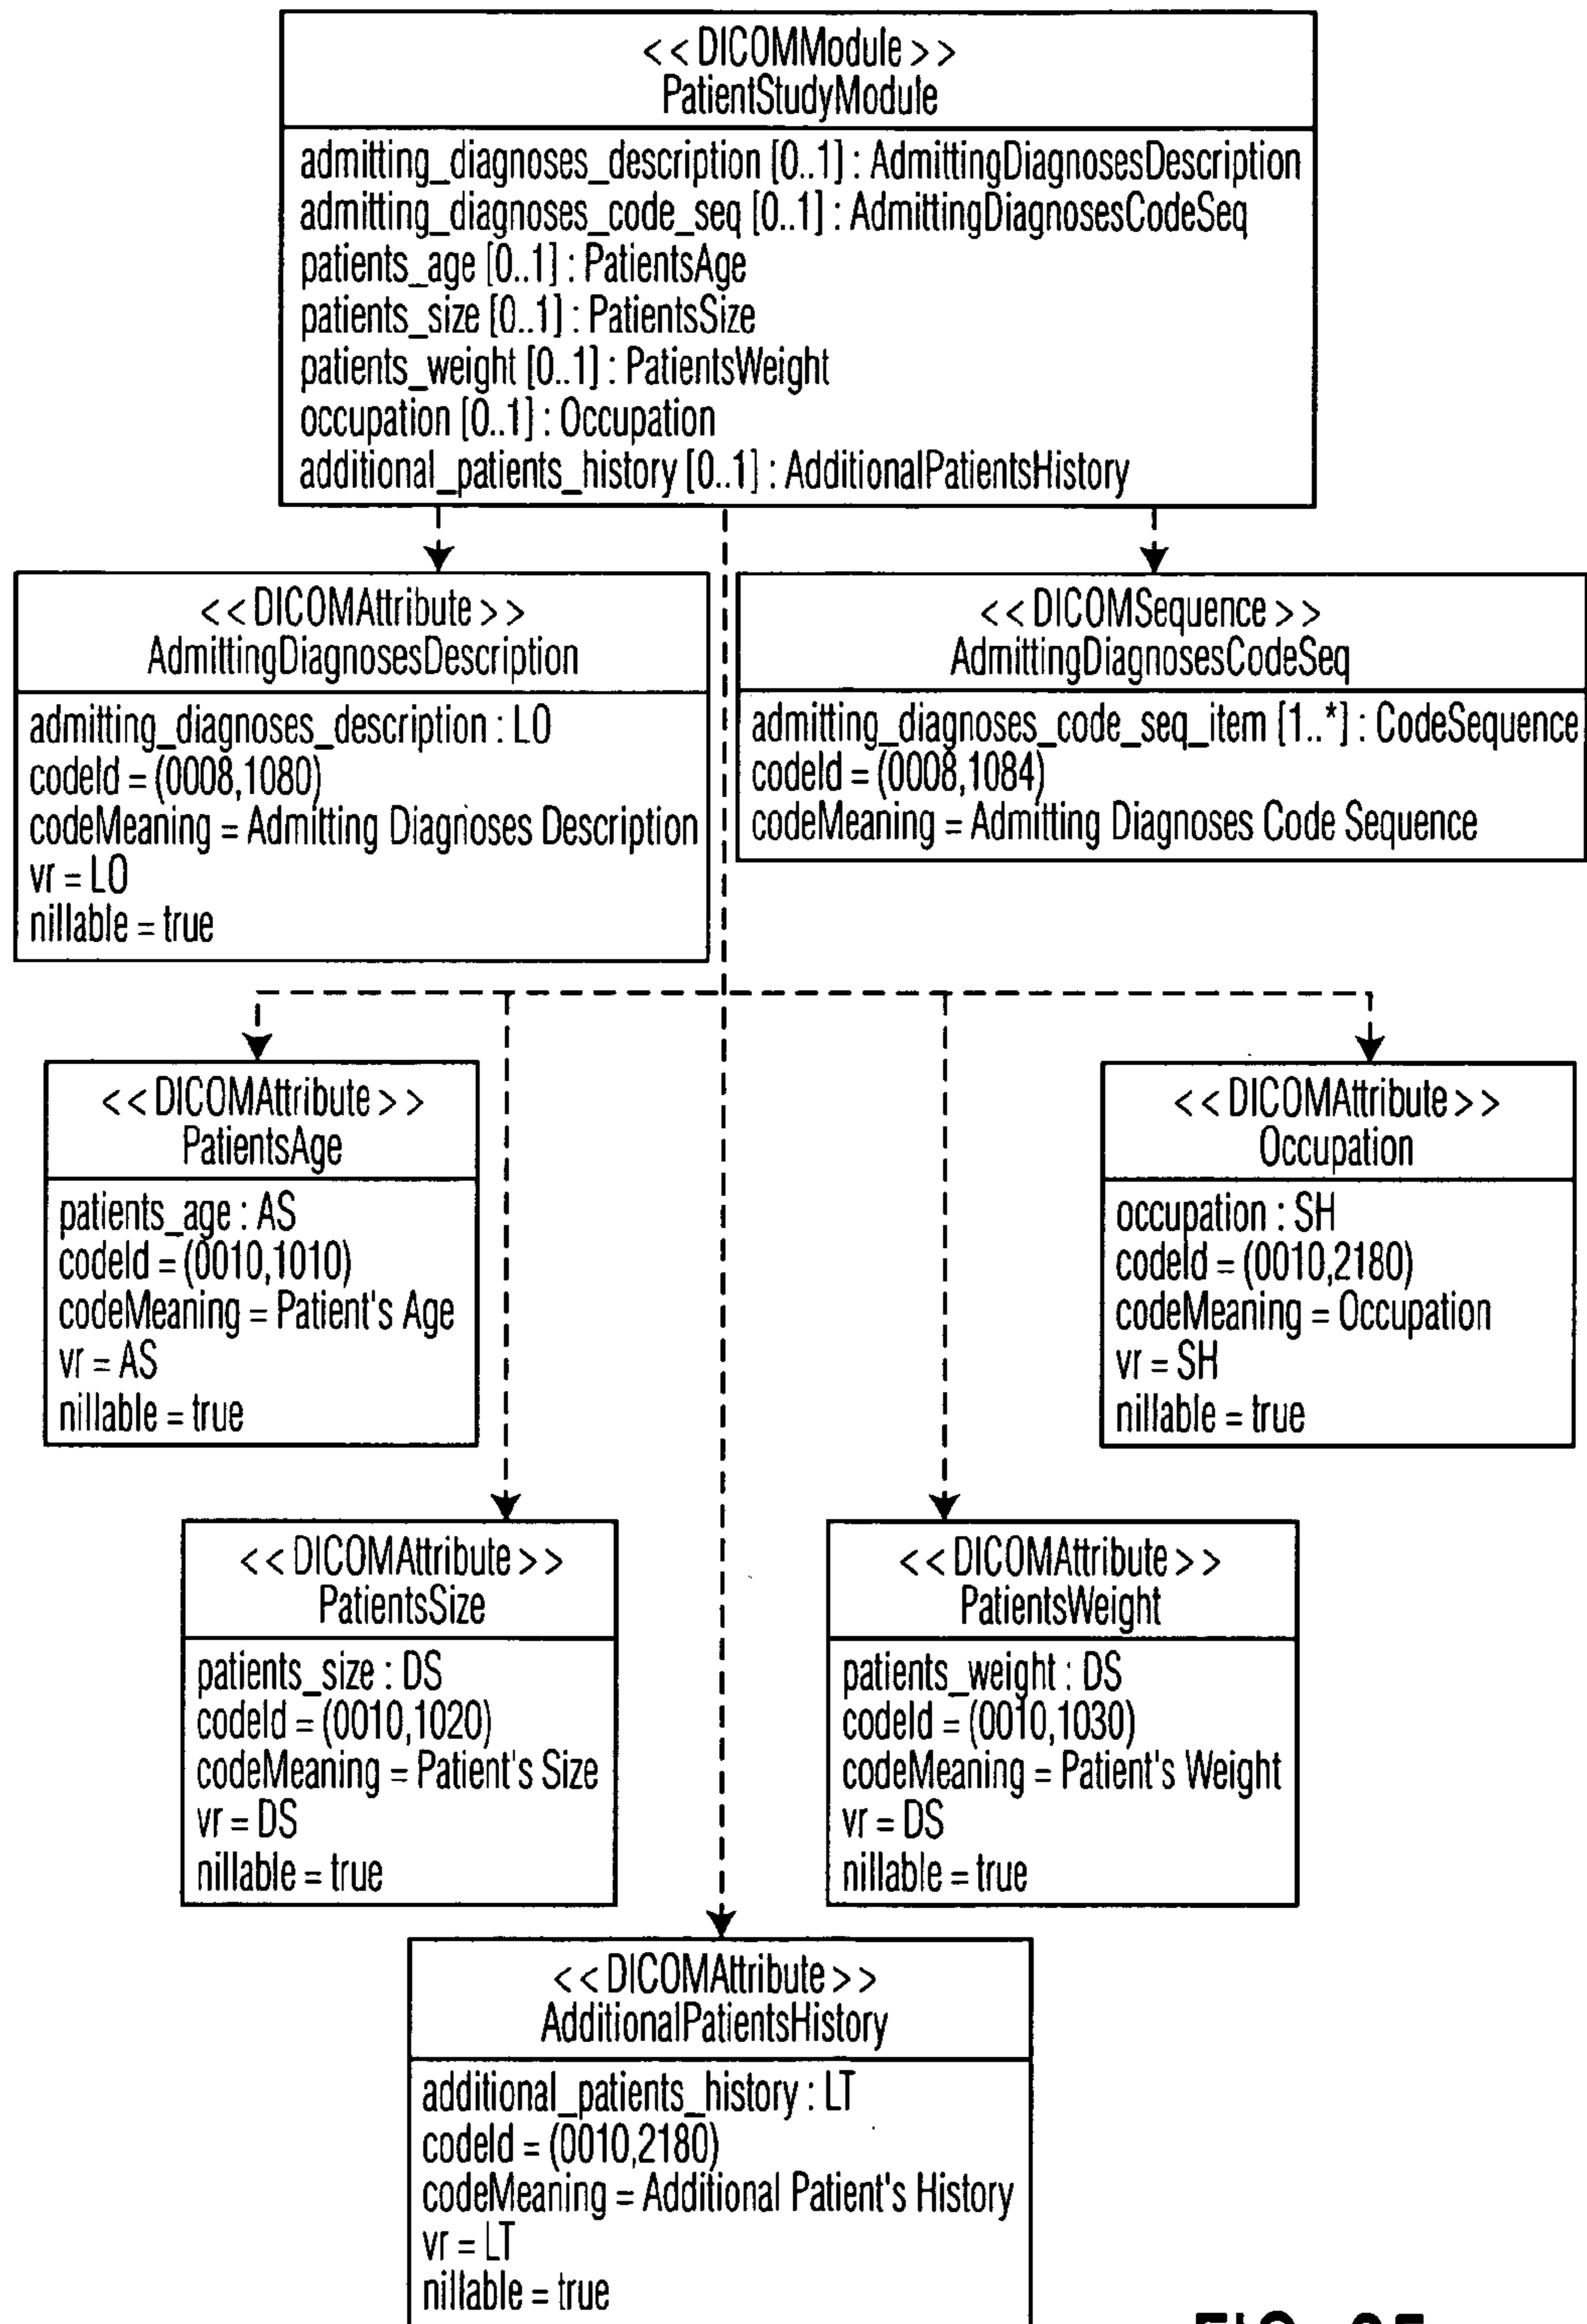 <<DICOMModule>>
PatientStudyModule
admitting_diagnoses_description [0..1] : AdmittingDiagnosesDescription
admitting_diagnoses_code_seq [0..1] : AdmittingDiagnosesCodeSeq
patients_age [0..1] : PatientsAge
patients_size [0..1] : PatientsSize
patients_weight [0..1] : PatientsWeight
occupation [0..1] : Occupation
additional_patients_history [0..1] : AdditionalPatientsHistory
<<DICOMAttribute>>
AdmittingDiagnosesDescription
admitting_diagnoses_description : LO
codeId = (0008,1080)
codeMeaning = Admitting Diagnoses Description
vr = LO
nillable = true
<<DICOMSequence>>
AdmittingDiagnosesCodeSeq
admitting_diagnoses_code_seq_item [1..*] : CodeSequence
codeId = (0008,1084)
codeMeaning = Admitting Diagnoses Code Sequence
<<DICOMAttribute>>
PatientsAge
patients_age : AS
codeId = (0010,1010)
codeMeaning = Patient's Age
vr = AS
nillable = true
<<DICOMAttribute>>
Occupation
occupation : SH
codeId = (0010,2180)
codeMeaning = Occupation
vr = SH
nillable = true
<<DICOMAttribute>>
PatientsSize
patients_size : DS
codeId = (0010,1020)
codeMeaning = Patient's Size
vr = DS
nillable = true
<<DICOMAttribute>>
PatientsWeight
patients_weight : DS
codeId = (0010,1030)
codeMeaning = Patient's Weight
vr = DS
nillable = true
<<DICOMAttribute>>
AdditionalPatientsHistory
additional_patients_history : LT
codeId = (0010,2180)
codeMeaning = Additional Patient's History
vr = LT
nillable = true